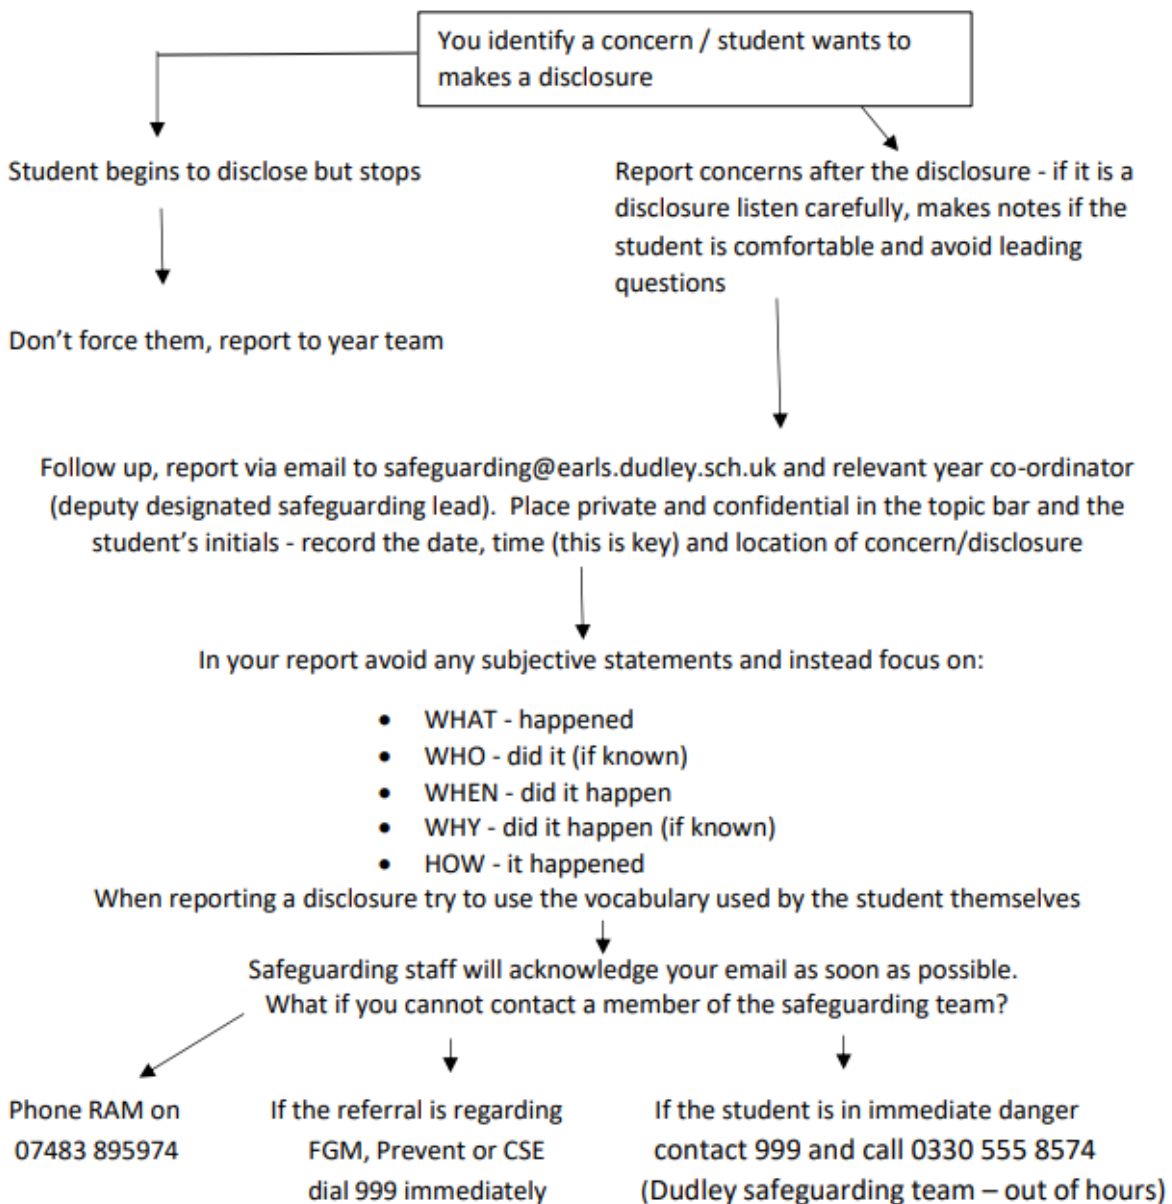 You identify a concern / student wants to
makes a disclosure
Student begins to disclose but stops
Don’t force them, report to year team
Report concerns after the disclosure - if it is a
disclosure listen carefully, makes notes if the
student is comfortable and avoid leading
questions
Follow up, report via email to safeguarding@earls.dudley.sch.uk and relevant year co-ordinator
(deputy designated safeguarding lead).  Place private and confidential in the topic bar and the
student’s initials - record the date, time (this is key) and location of concern/disclosure
In your report avoid any subjective statements and instead focus on:
• WHAT - happened
• WHO - did it (if known)
• WHEN - did it happen
• WHY - did it happen (if known)
• HOW - it happened
When reporting a disclosure try to use the vocabulary used by the student themselves
Safeguarding staff will acknowledge your email as soon as possible.
What if you cannot contact a member of the safeguarding team?
Phone RAM on
07483 895974
If the referral is regarding
FGM, Prevent or CSE
dial 999 immediately
If the student is in immediate danger
contact 999 and call 0330 555 8574
(Dudley safeguarding team – out of hours)